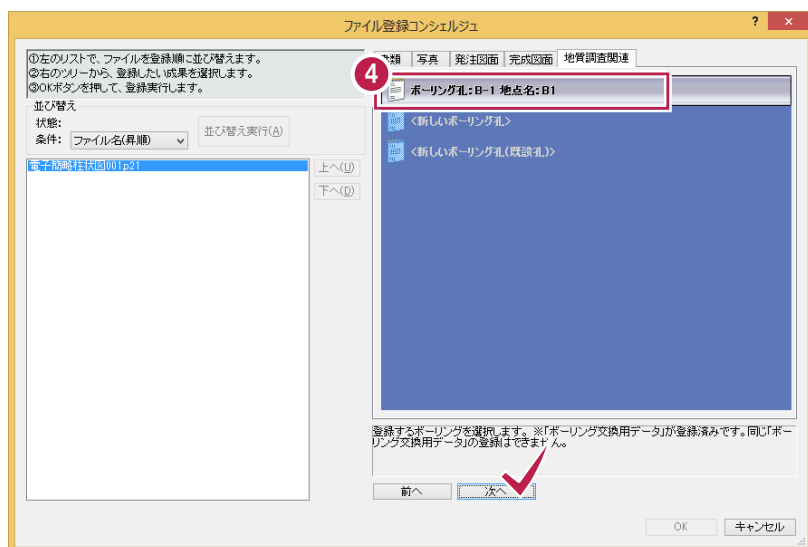 ファイル登録コンシェルジュ
? ×
①左のリストで、ファイルを登録順に並び替えます。
②右のツリーから、登録したい成果を選択します。
③OKボタンを押して、登録実行します。
並び替え
状態:
条件: ファイル名(昇順)
並び替え実行(A)
電子簡略柱状図001p21
上へ(U)
下へ(D)
写真 発注図面 完成図面 地質調査関連
4
ボーリング孔:B-1 地点名:B1
<新しいボーリング孔>
<新しいボーリング孔(既設孔)>
登録するボーリングを選択します。※「ボーリング交換用データ」が登録済みです。同じ「ボー
リング交換用データ」の登録はできません。
前へ 次へ
OK キャンセル